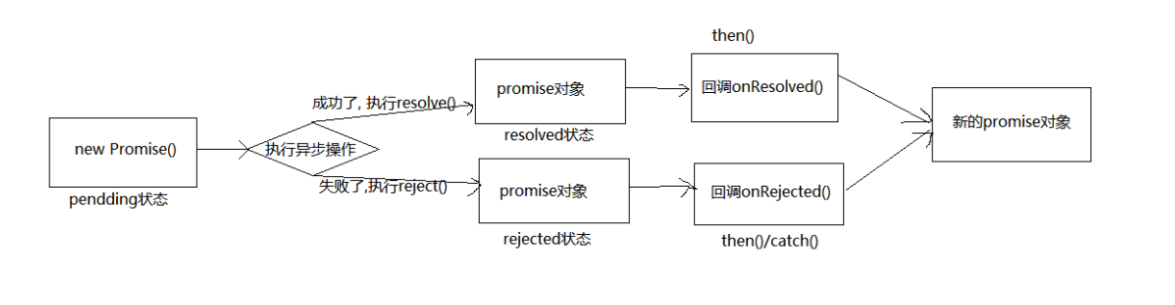 then()
成功了, 执行resolve()
promise对象
回调onResolved()
新的promise对象
new Promise()
执行异步操作
resolved状态
pendding状态
失败了,执行reject()
promise对象
回调onRejected()
rejected状态
then()/catch()